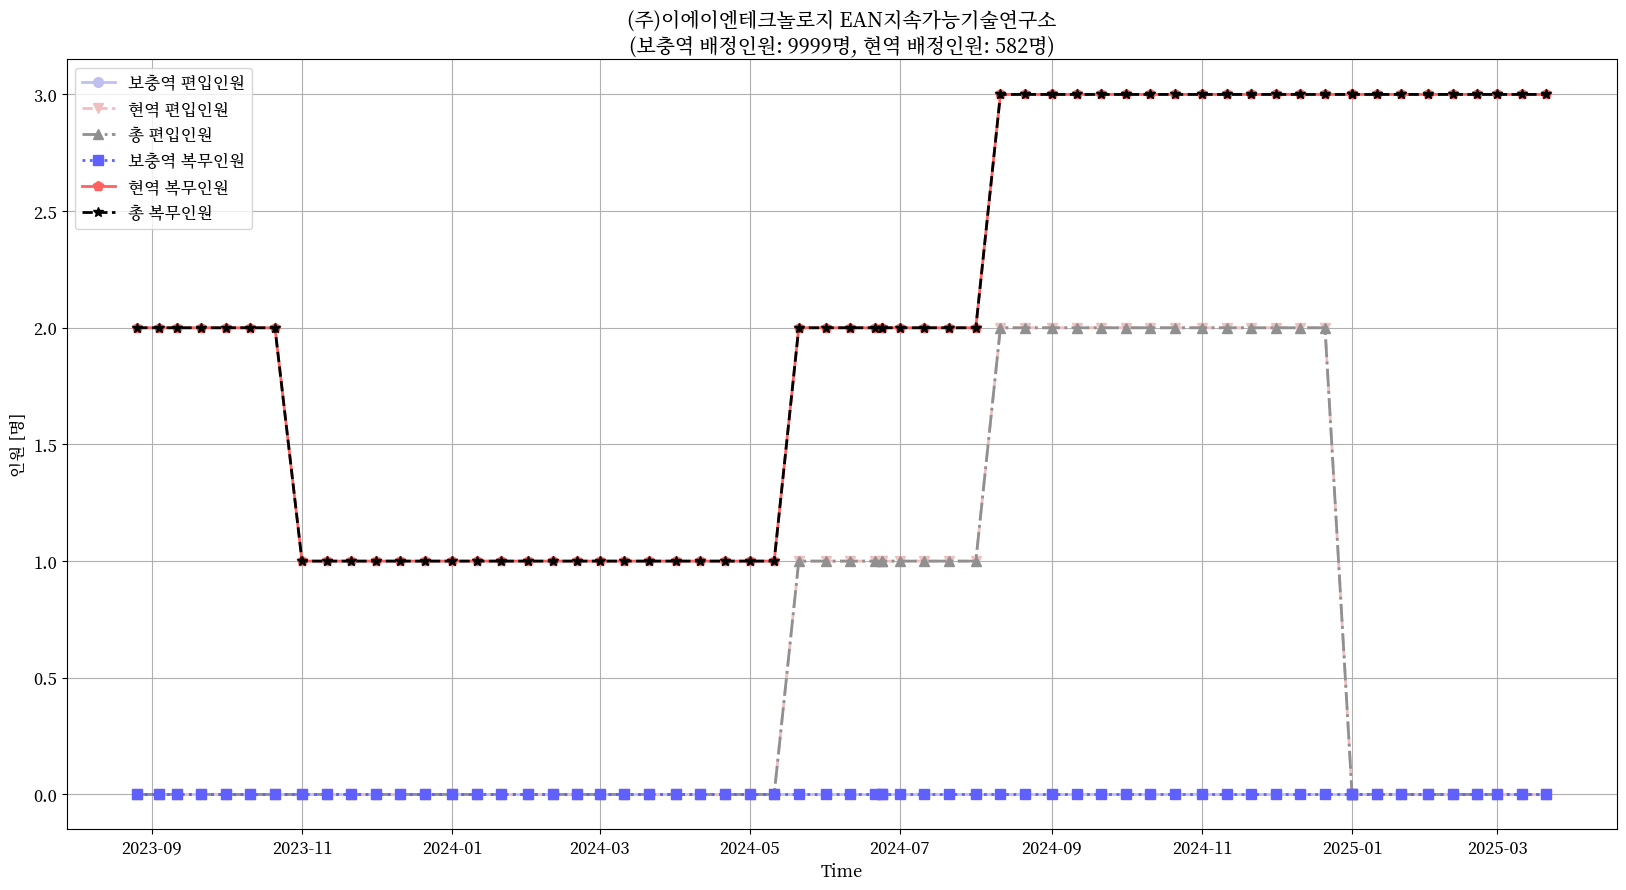 (주)이에이엔테크놀로지 EAN지속가능기술연구소
(보충역 배정인원: 9999명, 현역 배정인원: 582명)
보충역 편입인원
현역 편입인원
총 편입인원
보충역 복무인원
현역 복무인원
총 복무인원
인원 [명]
3.0
2.5
2.0
1.5
1.0
0.5
0.0
2023-09
2023-11
2024-01
2024-03
2024-05
2024-07
2024-09
2024-11
2025-01
2025-03
Time